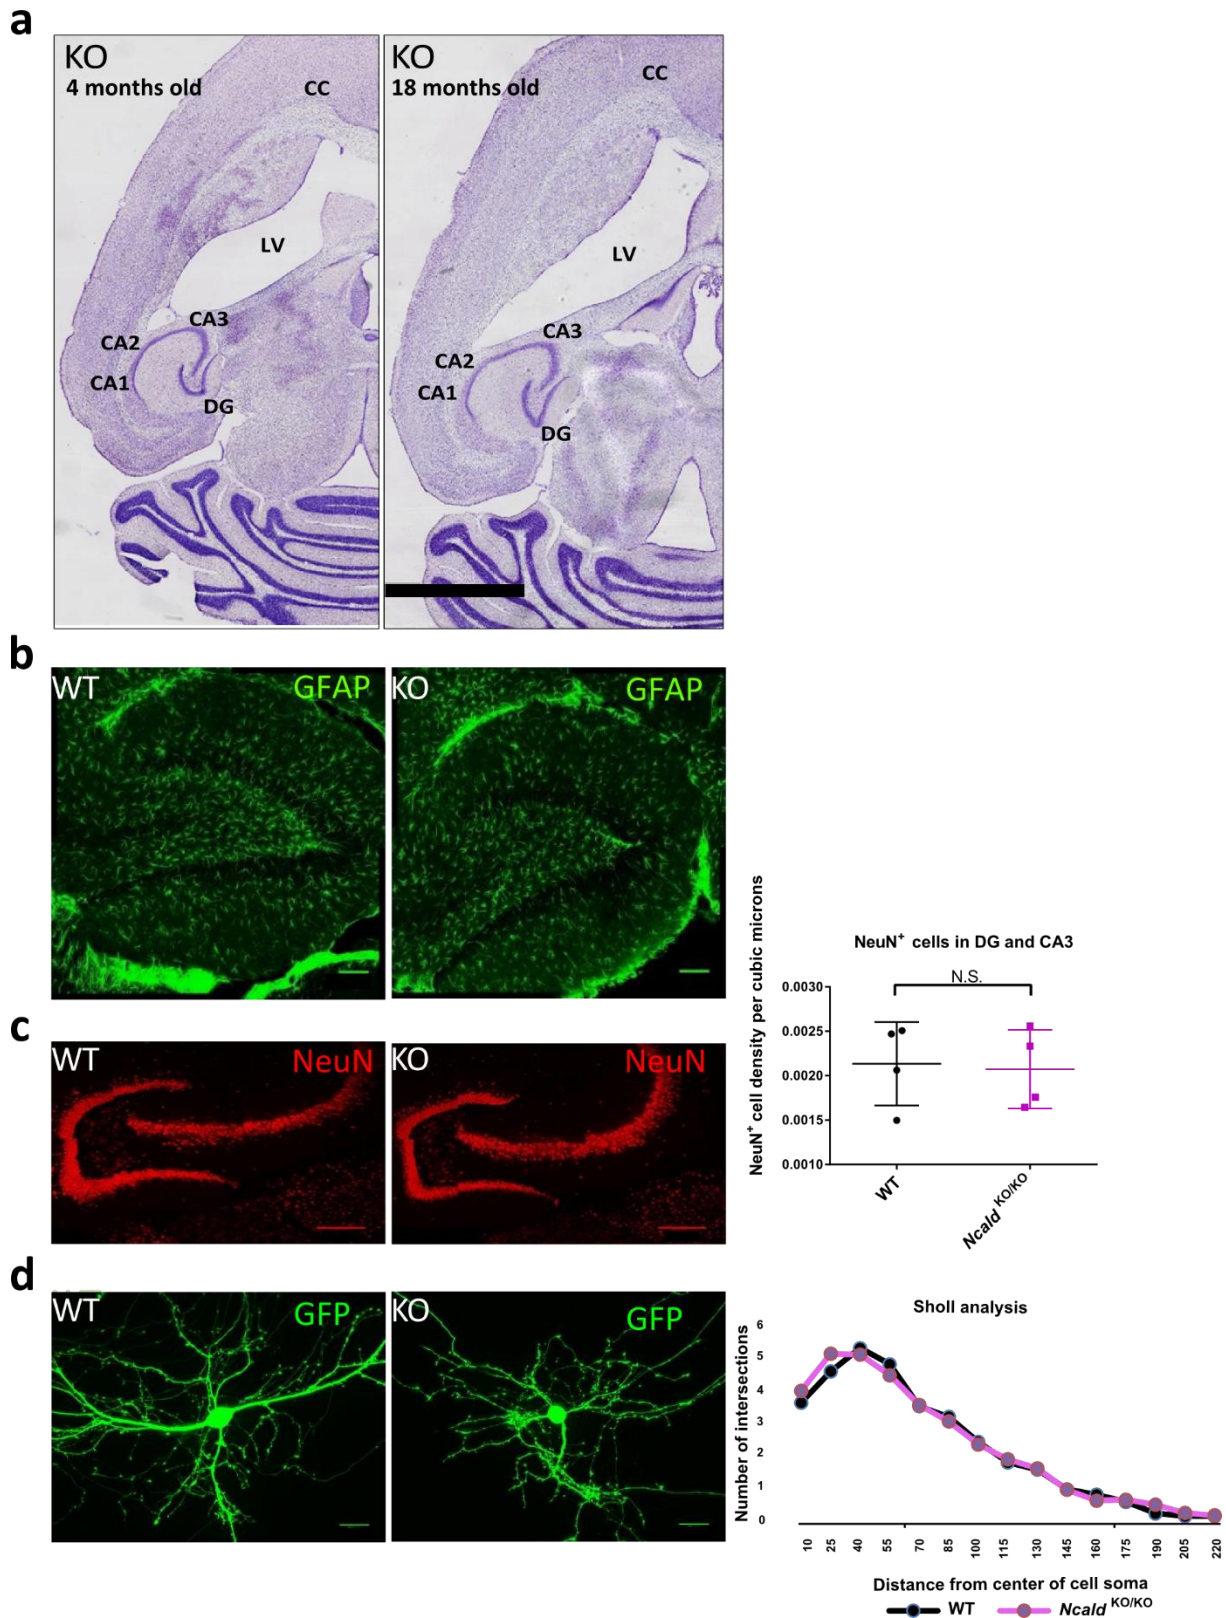 a
KO
4 months old
CC
LV
CA3
CA2
CA1
DG
KO
18 months old
CC
LV
CA3
CA2
CA1
DG
b
WT
GFAP
KO
GFAP
c
WT
NeuN
KO
NeuN
NeuN⁺ cells in DG and CA3
N.S.
NeuN⁺ cell density per cubic microns
0.0030
0.0025
0.0020
0.0015
0.0010
WT
Ncald KO/KO
d
WT
GFP
KO
GFP
Sholl analysis
Number of intersections
6
5
4
3
2
1
0
10 25 40 55 70 85 100 115 130 145 160 175 190 205 220
Distance from center of cell soma
WT Ncald KO/KO